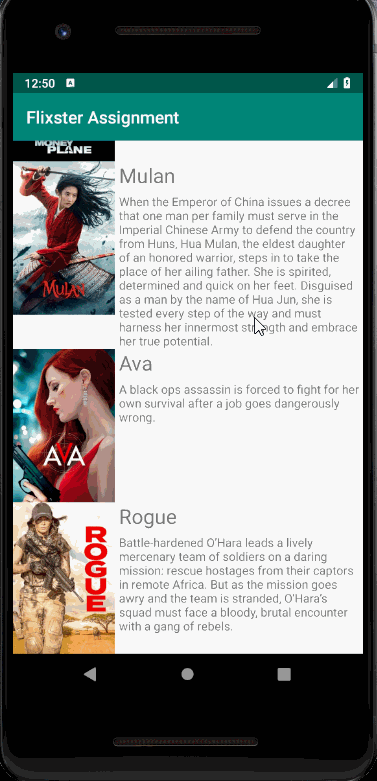 12:50
Flixster Assignment
MONEY
PLANE
Mulan
When the Emperor of China issues a decree
that one man per family must serve in the
Imperial Chinese Army to defend the country
from Huns, Hua Mulan, the eldest daughter
of an honored warrior, steps in to take the
place of her ailing father. She is spirited,
determined and quick on her feet. Disguised
as a man by the name of Hua Jun, she is
tested every step of the way and must
harness her innermost strength and embrace
her true potential.
MULAN
Ava
A black ops assassin is forced to fight for her
own survival after a job goes dangerously
wrong.
AVA
Rogue
Battle-hardened O'Hara leads a lively
mercenary team of soldiers on a daring
mission: rescue hostages from their captors
in remote Africa. But as the mission goes
awry and the team is stranded, O'Hara's
squad must face a bloody, brutal encounter
with a gang of rebels.
ROGUE